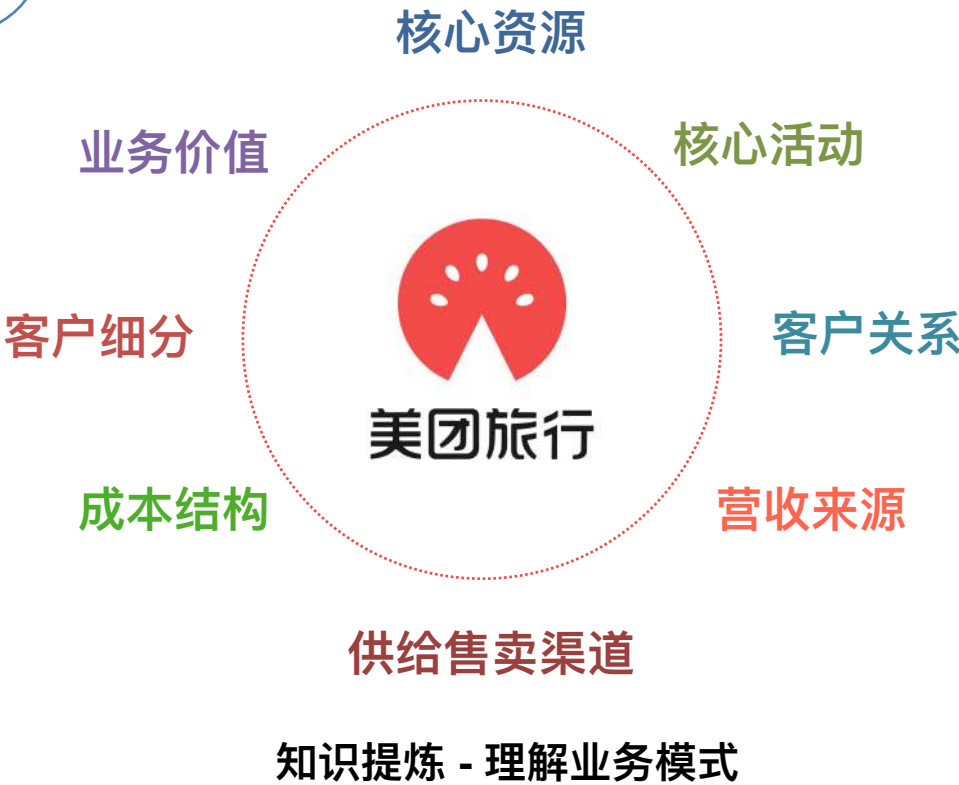 核心资源
业务价值
核心活动
客户细分
客户关系
美团旅行
成本结构
营收来源
供给售卖渠道
知识提炼 - 理解业务模式